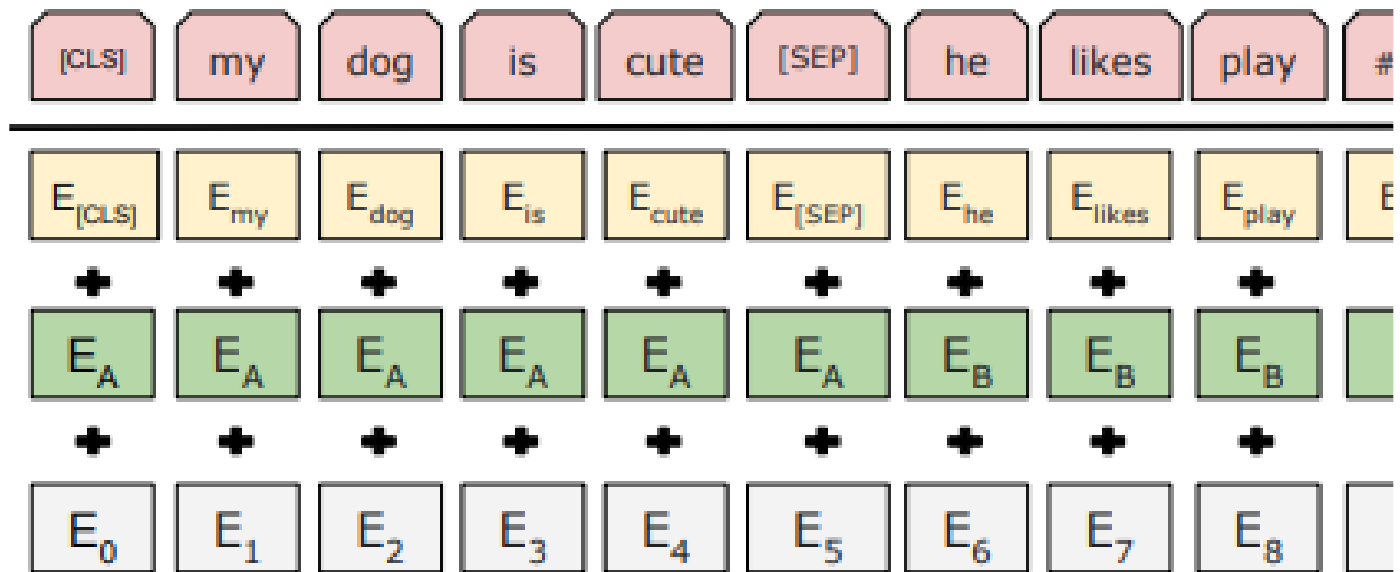 [CLS] my dog is cute [SEP] he likes play #
E[CLS] Emy Edog Eis Ecute E[SEP] Ehe Elikes Eplay E
+ + + + + + + + +
EA EA EA EA EA EA EB EB EB
+ + + + + + + + +
E0 E1 E2 E3 E4 E5 E6 E7 E8